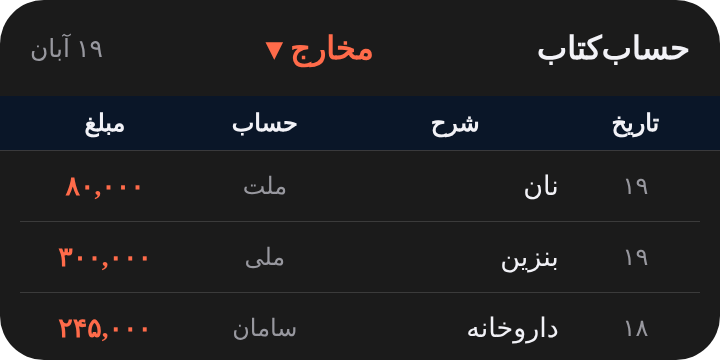 حساب‌کتاب مخارج ▼ ۱۹ آبان
تاریخ شرح حساب مبلغ
۱۹ نان ملت ۸۰,۰۰۰
۱۹ بنزین ملی ۳۰۰,۰۰۰
۱۸ داروخانه سامان ۲۴۵,۰۰۰